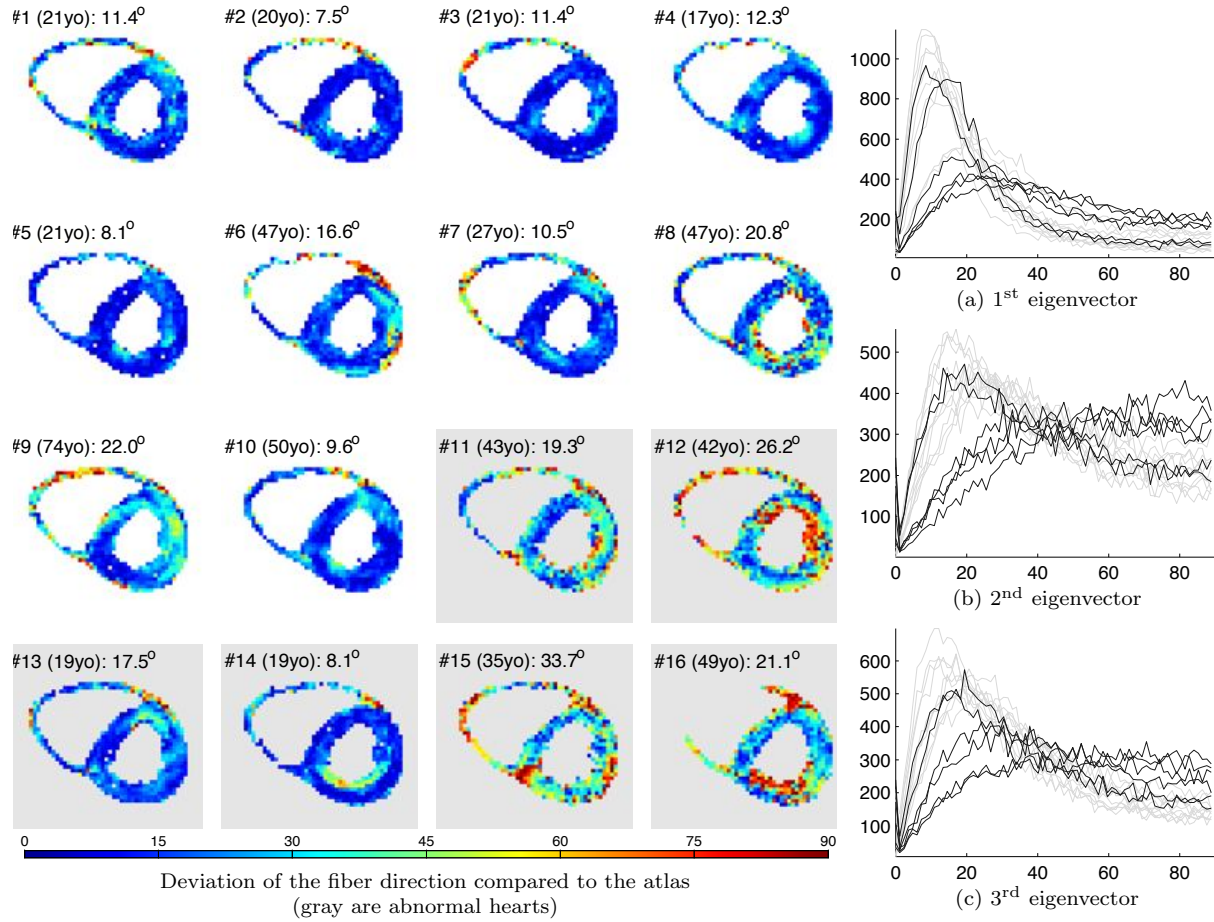 #1 (21yo): 11.4°
#2 (20yo): 7.5°
#3 (21yo): 11.4°
#4 (17yo): 12.3°
#5 (21yo): 8.1°
#6 (47yo): 16.6°
#7 (27yo): 10.5°
#8 (47yo): 20.8°
#9 (74yo): 22.0°
#10 (50yo): 9.6°
#11 (43yo): 19.3°
#12 (42yo): 26.2°
#13 (19yo): 17.5°
#14 (19yo): 8.1°
#15 (35yo): 33.7°
#16 (49yo): 21.1°
0 15 30 45 60 75 90
Deviation of the fiber direction compared to the atlas
(gray are abnormal hearts)
1000
800
600
400
200
0 20 40 60 80
(a) 1st eigenvector
500
400
300
200
100
0 20 40 60 80
(b) 2nd eigenvector
600
500
400
300
200
100
0 20 40 60 80
(c) 3rd eigenvector